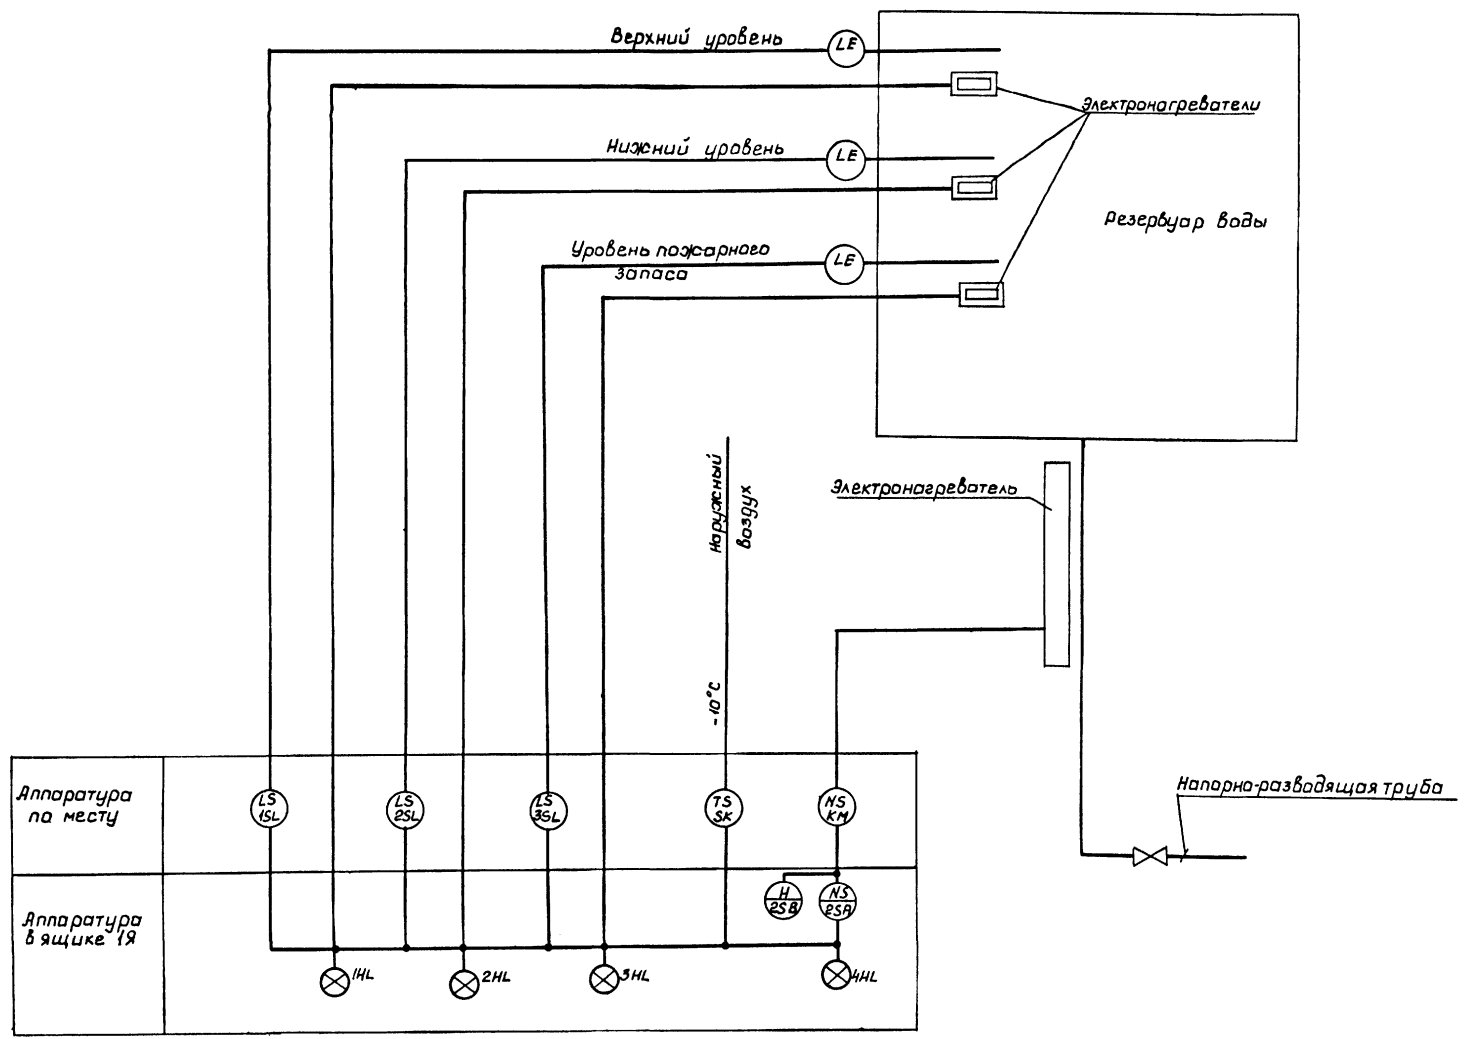 Верхний уровень
LE
Электронагреватели
Нижний уровень
LE
Резервуар воды
Уровень пожарного
запаса
LE
Наружный
воздух
-10°C
Электронагреватель
Напорно-разводящая труба
Аппаратура
по месту
LS
1SL
LS
2SL
LS
3SL
TS
SK
NS
KM
Аппаратура
в ящике 1Я
H
2SB
NS
2SA
1HL
2HL
3HL
4HL